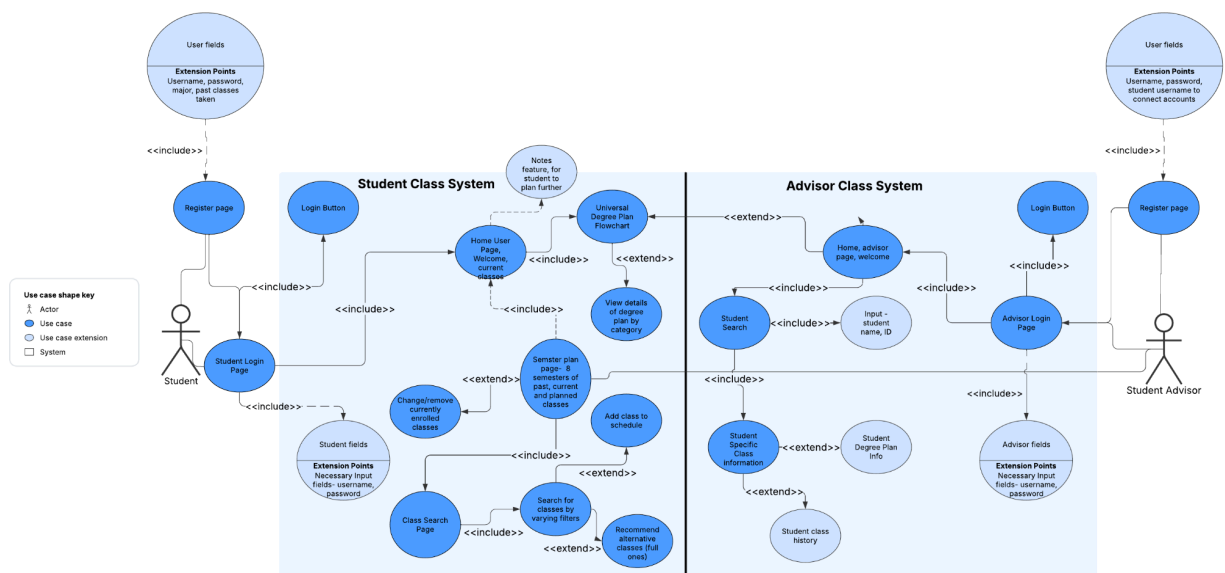 User fields
Extension Points
Username, password,
major, past classes
taken
User fields
Extension Points
Username, password,
student username to
connect accounts
<<include>>
<<include>>
Notes
feature, for
student to
plan further
Student Class System
Advisor Class System
Register page
Login Button
Universal
Degree Plan
Flowchart
<<extend>>
Login Button
Register page
Home User
Page,
Welcome,
current
classes
<<include>>
Home, advisor
page, welcome
<<extend>>
<<include>>
<<include>>
<<include>>
<<include>>
Use case shape key
Actor
Use case
Use case extension
System
View details
of degree
plan by
category
Student
Search
<<include>>
Input -
student
name, ID
Advisor Login
Page
Student
Student Login
Page
Semster plan
page- 8
semesters of
past, current
and planned
classes
<<extend>>
<<include>>
Student Advisor
<<include>>
Change/remove
currently
enrolled
classes
<<include>>
Add class to
schedule
Student fields
Extension Points
Necessary Input
fields- username,
password
Student
Specific
Class
information
<<extend>>
Student
Degree Plan
Info
Advisor fields
Extension Points
Necessary Input
fields- username,
password
<<include>>
<<extend>>
<<extend>>
Class Search
Page
<<include>>
Search for
classes by
varying filters
<<extend>>
Recommend
alternative
classes (full
ones)
Student class
history